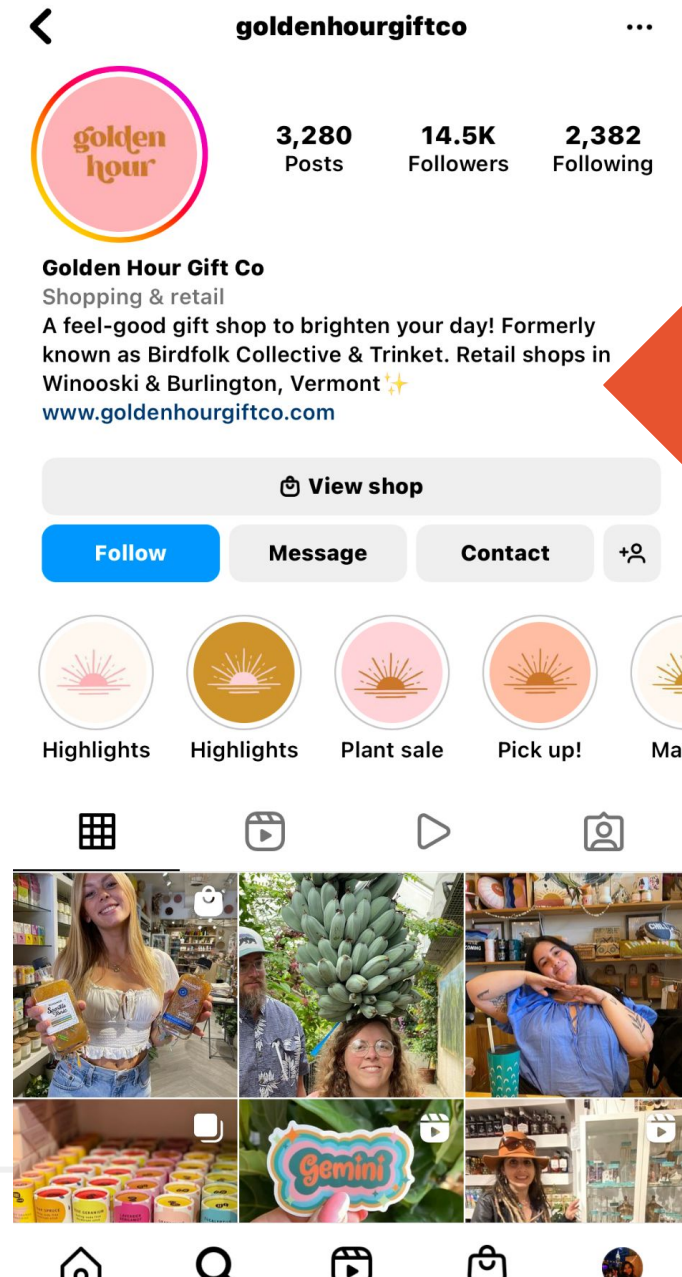 goldenhourgiftco
golden
hour
3,280
Posts
14.5K
Followers
2,382
Following
Golden Hour Gift Co
Shopping & retail
A feel-good gift shop to brighten your day! Formerly
known as Birdfolk Collective & Trinket. Retail shops in
Winooski & Burlington, Vermont✨
www.goldenhourgiftco.com
View shop
Follow
Message
Contact
Highlights
Highlights
Plant sale
Pick up!
Ma
Gemini